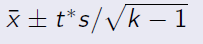 x̄ ± t*s/√(k − 1)